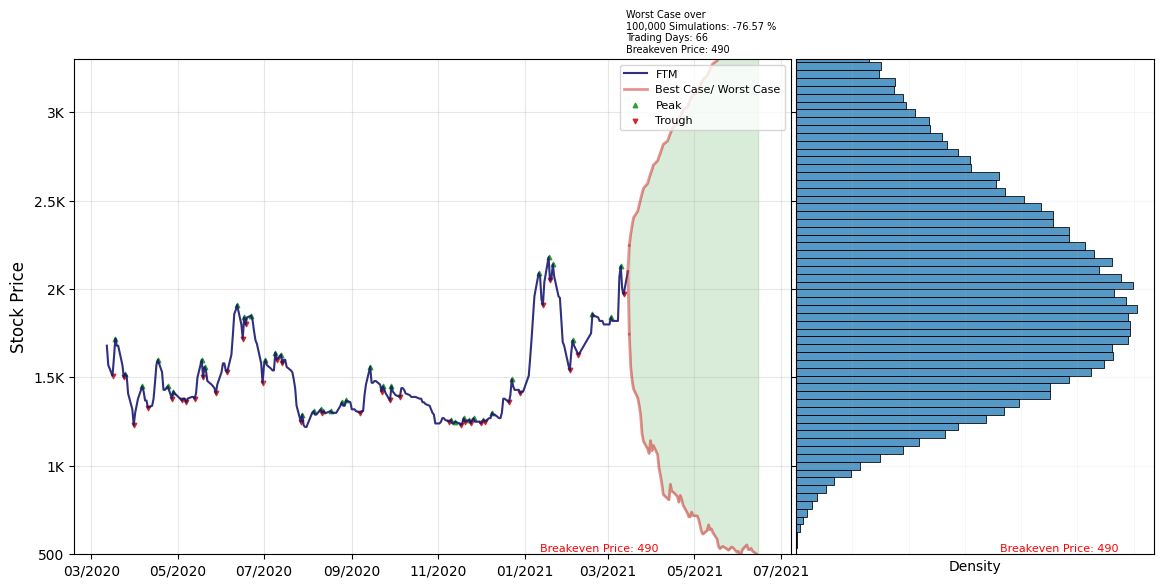 Worst Case over
100,000 Simulations: -76.57 %
Trading Days: 66
Breakeven Price: 490
FTM
Best Case/ Worst Case
Peak
Trough
Stock Price
3K
2.5K
2K
1.5K
1K
500
Breakeven Price: 490
Breakeven Price: 490
03/2020 05/2020 07/2020 09/2020 11/2020 01/2021 03/2021 05/2021 07/2021
Density